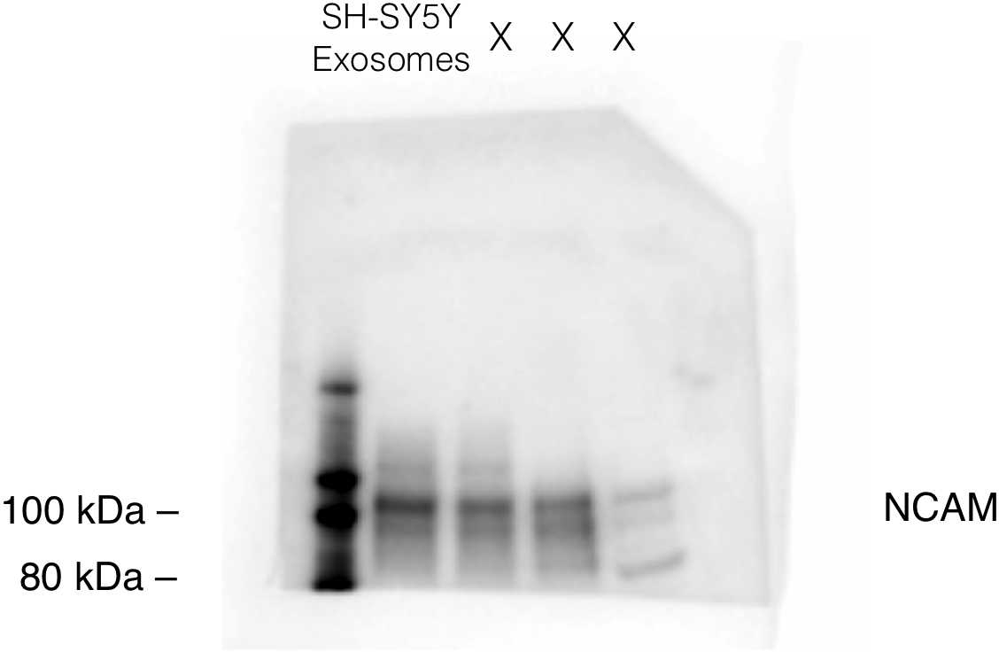 SH-SY5Y
Exosomes X X X
100 kDa – NCAM
80 kDa –